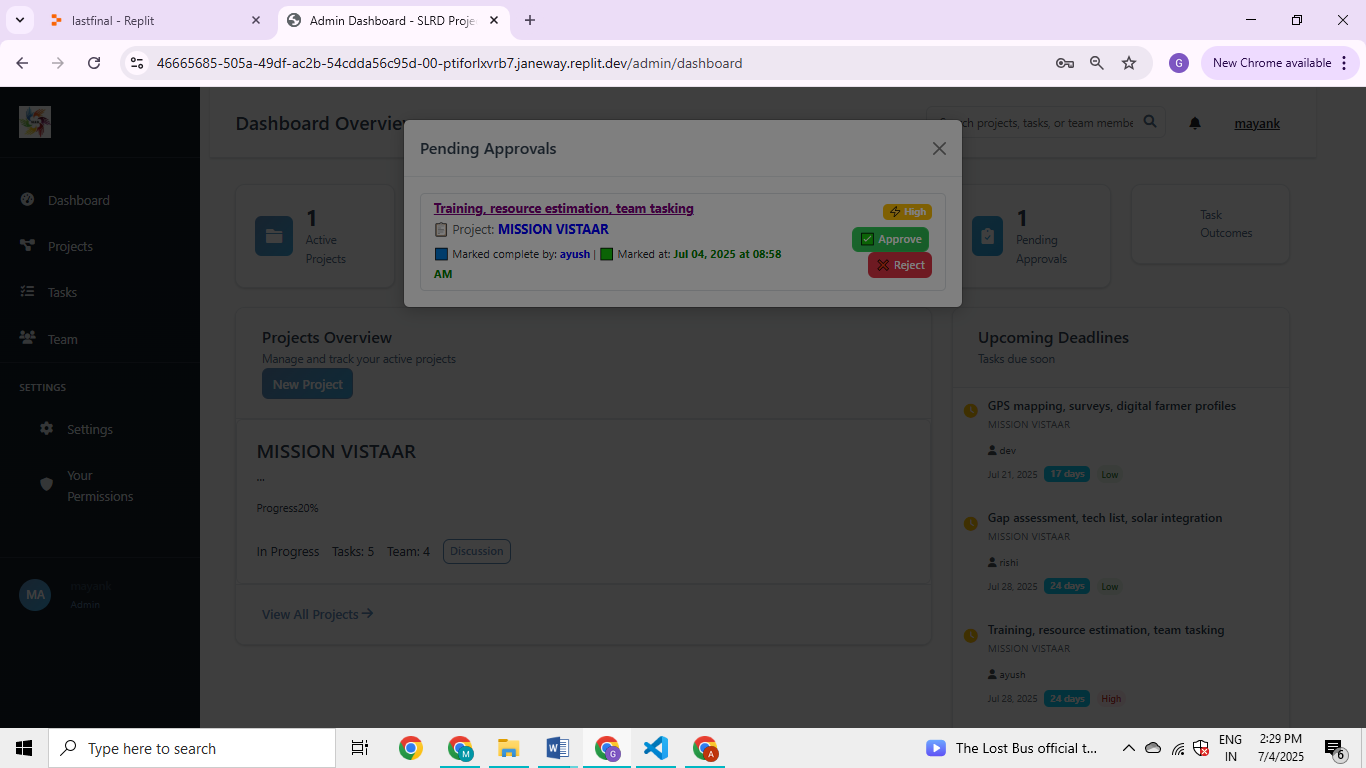 lastfinal - Replit
Admin Dashboard - SLRD Proje
46665685-505a-49df-ac2b-54cdda56c95d-00-ptiforlxvrb7.janeway.replit.dev/admin/dashboard
G
New Chrome available
Dashboard Overvie
Search projects, tasks, or team membe
mayank
Pending Approvals
Training, resource estimation, team tasking
High
Project: MISSION VISTAAR
Approve
Marked complete by: ayush | Marked at: Jul 04, 2025 at 08:58
AM
Reject
Dashboard
Projects
Tasks
Team
SETTINGS
Settings
Your
Permissions
MA
mayank
Admin
1
Active
Projects
1
Pending
Approvals
Task
Outcomes
Projects Overview
Manage and track your active projects
New Project
MISSION VISTAAR
...
Progress20%
In Progress Tasks: 5 Team: 4 Discussion
View All Projects
Upcoming Deadlines
Tasks due soon
GPS mapping, surveys, digital farmer profiles
MISSION VISTAAR
dev
Jul 21, 2025 17 days Low
Gap assessment, tech list, solar integration
MISSION VISTAAR
rishi
Jul 28, 2025 24 days Low
Training, resource estimation, team tasking
MISSION VISTAAR
ayush
Jul 28, 2025 24 days High
Type here to search
M
W
G
A
The Lost Bus official t...
ENG
IN
2:29 PM
7/4/2025
6